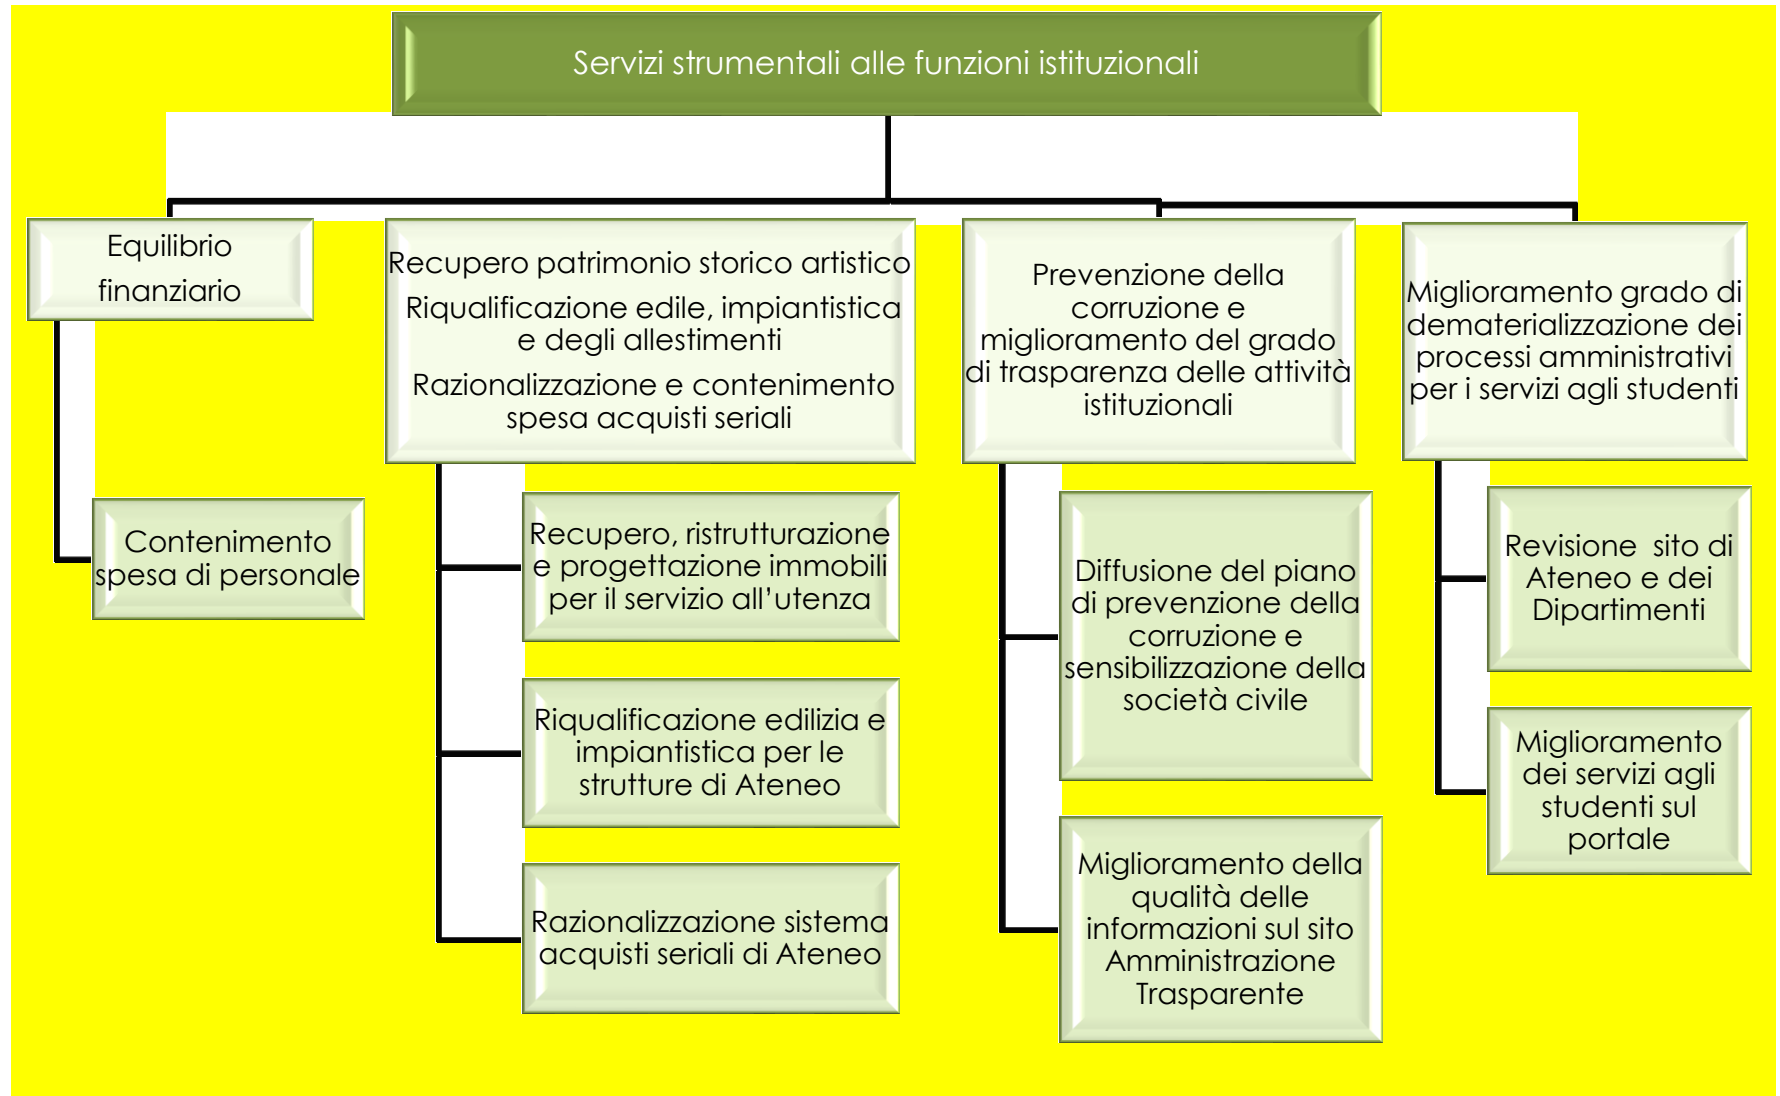 Servizi strumentali alle funzioni istituzionali
Equilibrio
finanziario
Contenimento
spesa di personale
Recupero patrimonio storico artistico
Riqualificazione edile, impiantistica
e degli allestimenti
Razionalizzazione e contenimento
spesa acquisti seriali
Recupero, ristrutturazione
e progettazione immobili
per il servizio all’utenza
Riqualificazione edilizia e
impiantistica per le
strutture di Ateneo
Razionalizzazione sistema
acquisti seriali di Ateneo
Prevenzione della
corruzione e
miglioramento del grado
di trasparenza delle attività
istituzionali
Diffusione del piano
di prevenzione della
corruzione e
sensibilizzazione della
società civile
Miglioramento della
qualità delle
informazioni sul sito
Amministrazione
Trasparente
Miglioramento grado di
dematerializzazione dei
processi amministrativi
per i servizi agli studenti
Revisione  sito di
Ateneo e dei
Dipartimenti
Miglioramento
dei servizi agli
studenti sul
portale